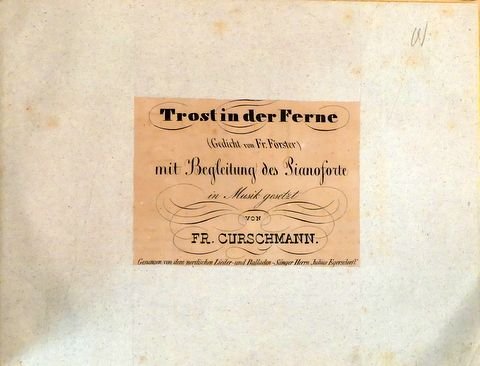 Trost in der Ferne
(Gedicht von Fr. Förster)
mit Begleitung des Pianoforte
in Musik gesetzt
VON
FR. CURSCHMANN.
Gesungen von dem nordischen Lieder- und Balladen-Sänger Herrn Julius